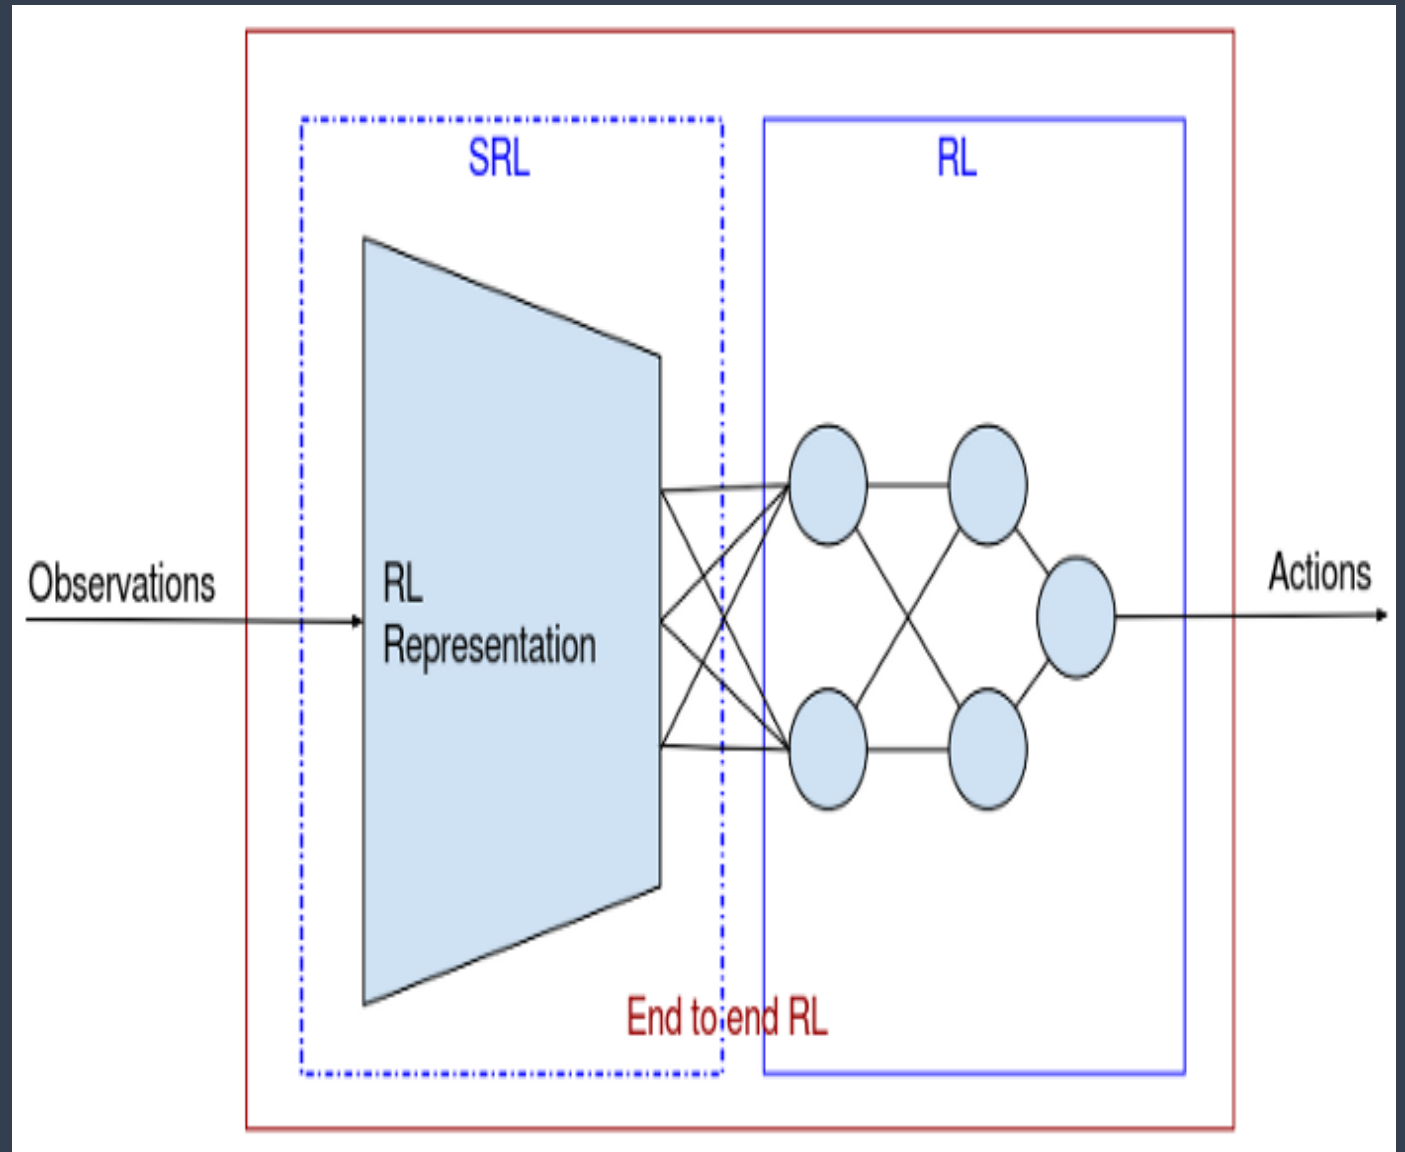 SRL
RL
Observations
RL
Representation
Actions
End to end RL